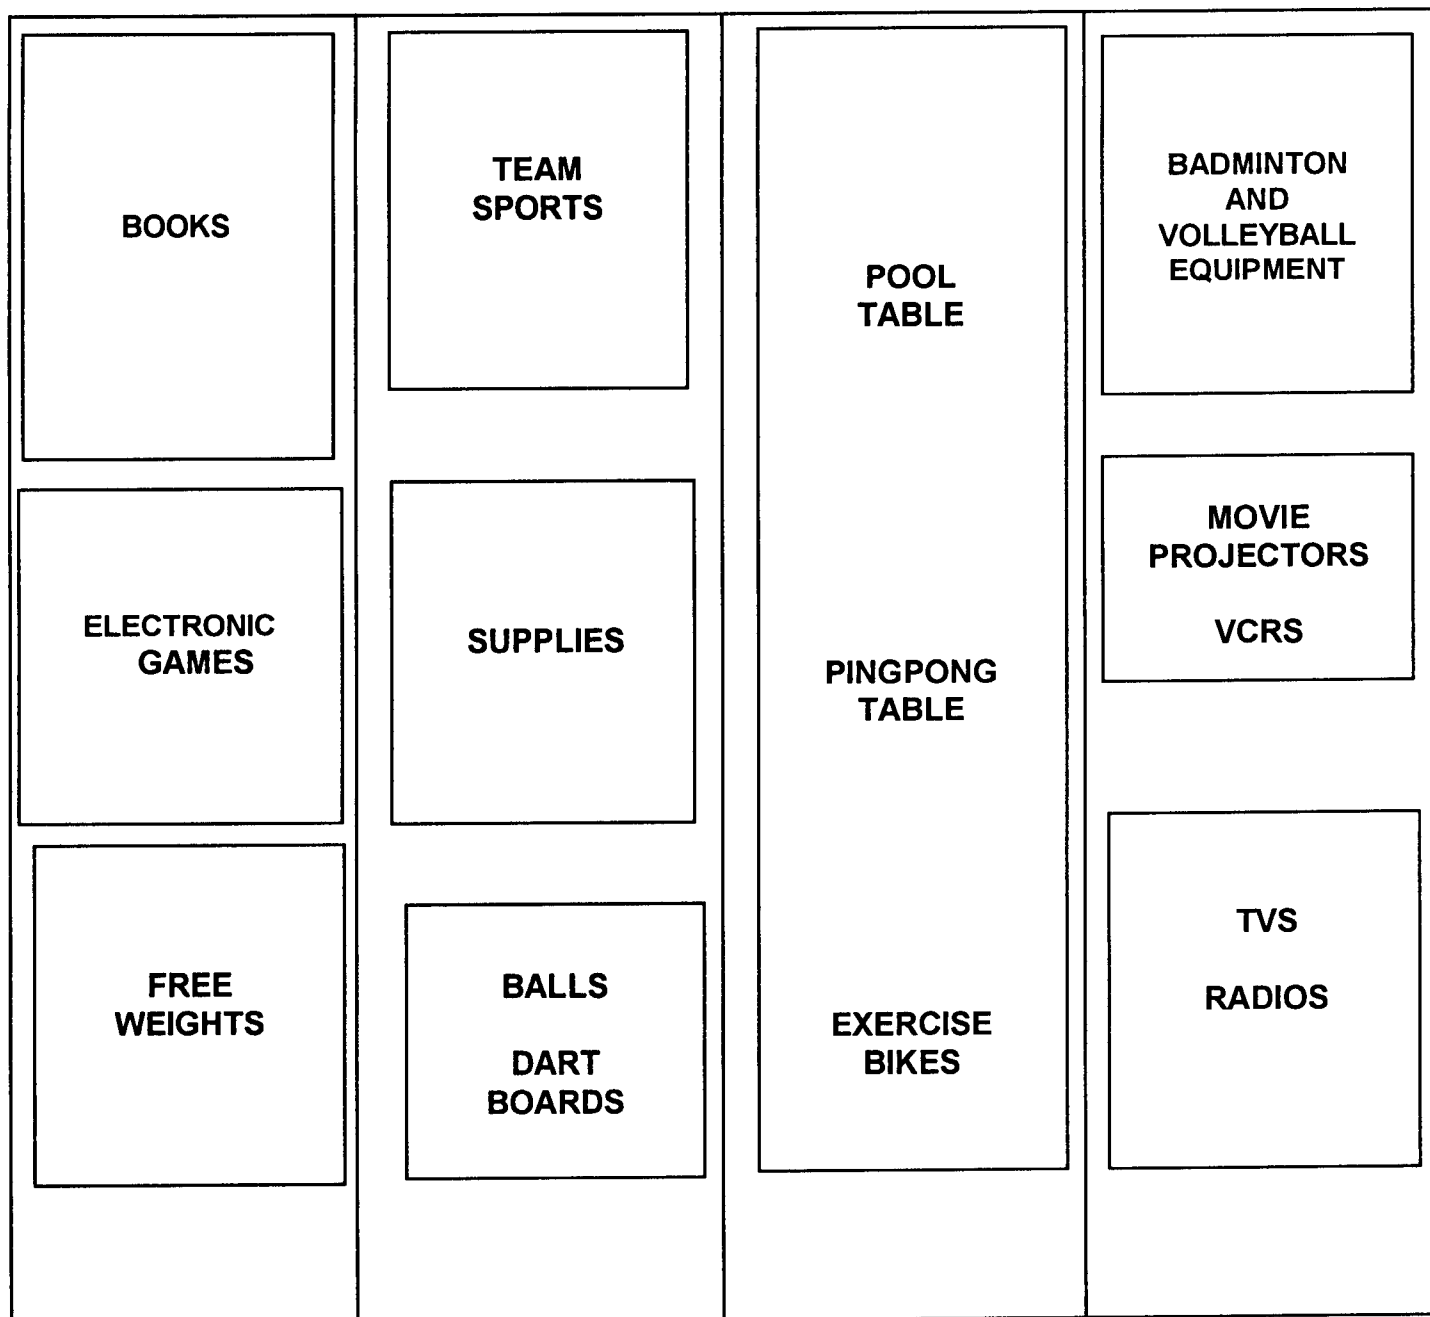 BOOKS
ELECTRONIC
GAMES
FREE
WEIGHTS
TEAM
SPORTS
SUPPLIES
BALLS
DART
BOARDS
POOL
TABLE
PINGPONG
TABLE
EXERCISE
BIKES
BADMINTON
AND
VOLLEYBALL
EQUIPMENT
MOVIE
PROJECTORS
VCRS
TVS
RADIOS